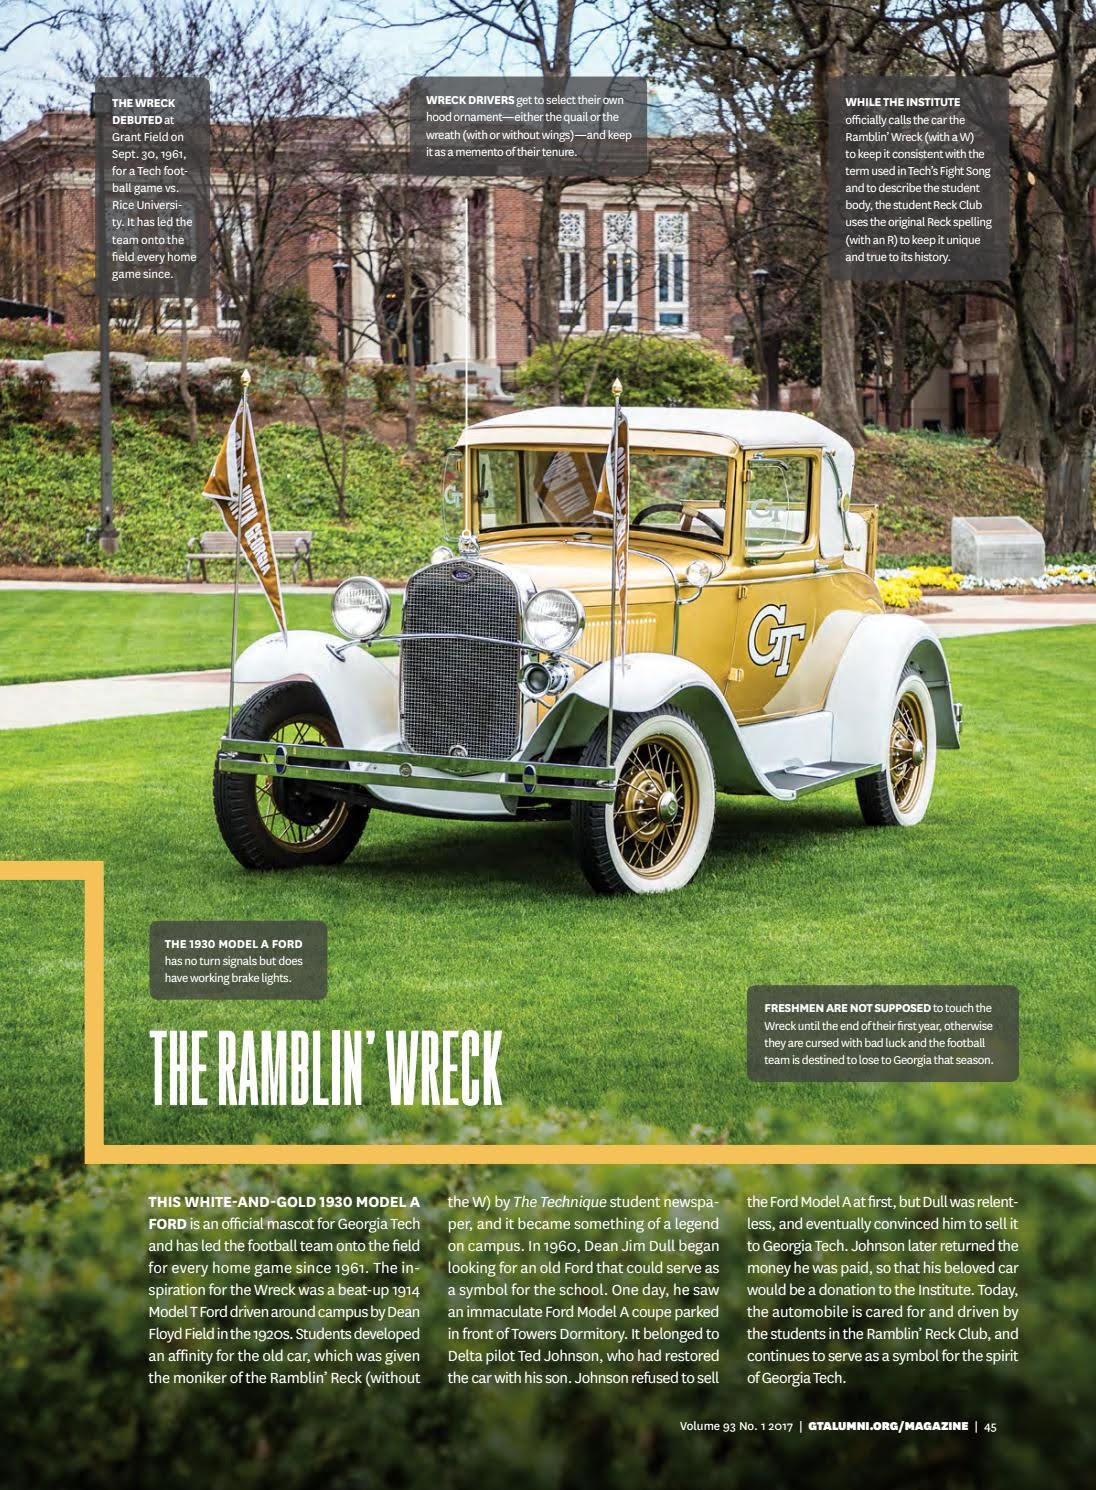 THE WRECK
DEBUTED at
Grant Field on
Sept. 30, 1961,
for a Tech foot-
ball game vs.
Rice Universi-
ty. It has led the
team onto the
field every home
game since.
WRECK DRIVERS get to select their own
hood ornament—either the quail or the
wreath (with or without wings)—and keep
it as a memento of their tenure.
WHILE THE INSTITUTE
officially calls the car the
Ramblin' Wreck (with a W)
to keep it consistent with the
term used in Tech's Fight Song
and to describe the student
body, the student Reck Club
uses the original Reck spelling
(with an R) to keep it unique
and true to its history.
GT
GT
WITH GEORGIA
GT
THE 1930 MODEL A FORD
has no turn signals but does
have working brake lights.
FRESHMEN ARE NOT SUPPOSED to touch the
Wreck until the end of their first year, otherwise
they are cursed with bad luck and the football
team is destined to lose to Georgia that season.
THE RAMBLIN' WRECK
THIS WHITE-AND-GOLD 1930 MODEL A
FORD is an official mascot for Georgia Tech
and has led the football team onto the field
for every home game since 1961. The in-
spiration for the Wreck was a beat-up 1914
Model T Ford driven around campus by Dean
Floyd Field in the 1920s. Students developed
an affinity for the old car, which was given
the moniker of the Ramblin' Reck (without
the W) by The Technique student newspa-
per, and it became something of a legend
on campus. In 1960, Dean Jim Dull began
looking for an old Ford that could serve as
a symbol for the school. One day, he saw
an immaculate Ford Model A coupe parked
in front of Towers Dormitory. It belonged to
Delta pilot Ted Johnson, who had restored
the car with his son. Johnson refused to sell
the Ford Model A at first, but Dull was relent-
less, and eventually convinced him to sell it
to Georgia Tech. Johnson later returned the
money he was paid, so that his beloved car
would be a donation to the Institute. Today,
the automobile is cared for and driven by
the students in the Ramblin' Reck Club, and
continues to serve as a symbol for the spirit
of Georgia Tech.
Volume 93 No. 1 2017 | GTALUMNI.ORG/MAGAZINE | 45